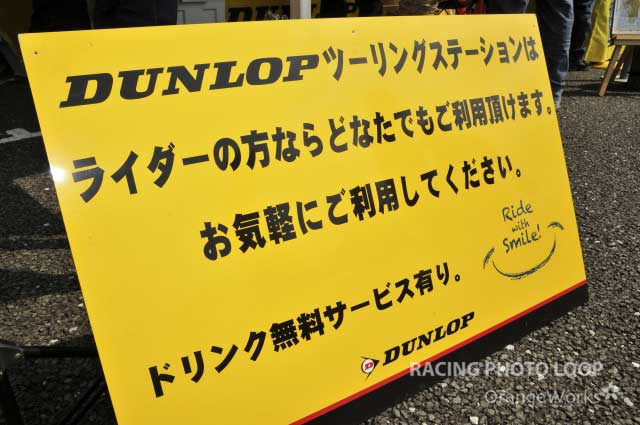 DUNLOP
DUNLOPツーリングステーションは
ライダーの方ならどなたでもご利用頂けます。
お気軽にご利用してください。
Ride
with
Smile!
ドリンク無料サービス有り。
DUNLOP
RACING PHOTO LOOP
OrangeWorks